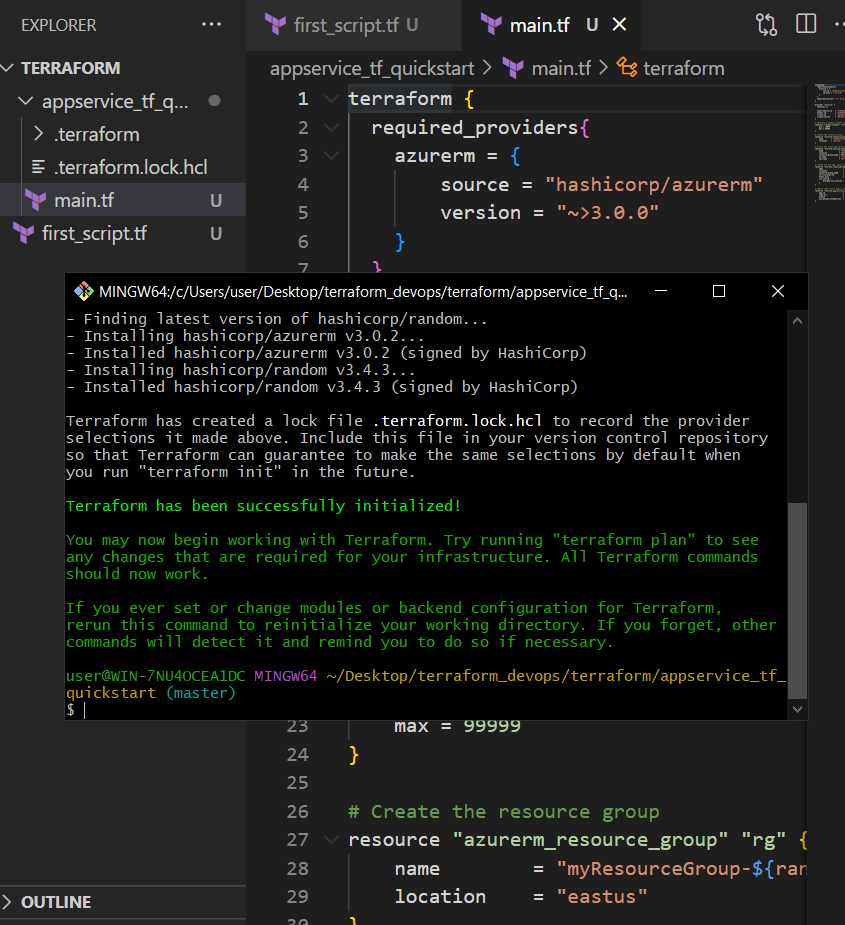 EXPLORER
TERRAFORM
appservice_tf_q...
.terraform
.terraform.lock.hcl
main.tf U
first_script.tf U
first_script.tf U
main.tf U
appservice_tf_quickstart > main.tf > terraform
1 terraform {
2 required_providers{
3 azurerm = {
4 source = "hashicorp/azurerm"
5 version = "~>3.0.0"
6 }
7 }
MINGW64:/c/Users/user/Desktop/terraform_devops/terraform/appservice_tf_q...
- Finding latest version of hashicorp/random...
- Installing hashicorp/azurerm v3.0.2...
- Installed hashicorp/azurerm v3.0.2 (signed by HashiCorp)
- Installing hashicorp/random v3.4.3...
- Installed hashicorp/random v3.4.3 (signed by HashiCorp)
Terraform has created a lock file .terraform.lock.hcl to record the provider
selections it made above. Include this file in your version control repository
so that Terraform can guarantee to make the same selections by default when
you run "terraform init" in the future.
Terraform has been successfully initialized!
You may now begin working with Terraform. Try running "terraform plan" to see
any changes that are required for your infrastructure. All Terraform commands
should now work.
If you ever set or change modules or backend configuration for Terraform,
rerun this command to reinitialize your working directory. If you forget, other
commands will detect it and remind you to do so if necessary.
user@WIN-7NU4OCEA1DC MINGW64 ~/Desktop/terraform_devops/terraform/appservice_tf_
quickstart (master)
$
23 max = 99999
24 }
25
26 # Create the resource group
27 resource "azurerm_resource_group" "rg" {
28 name = "myResourceGroup-${ran
29 location = "eastus"
30 }
OUTLINE